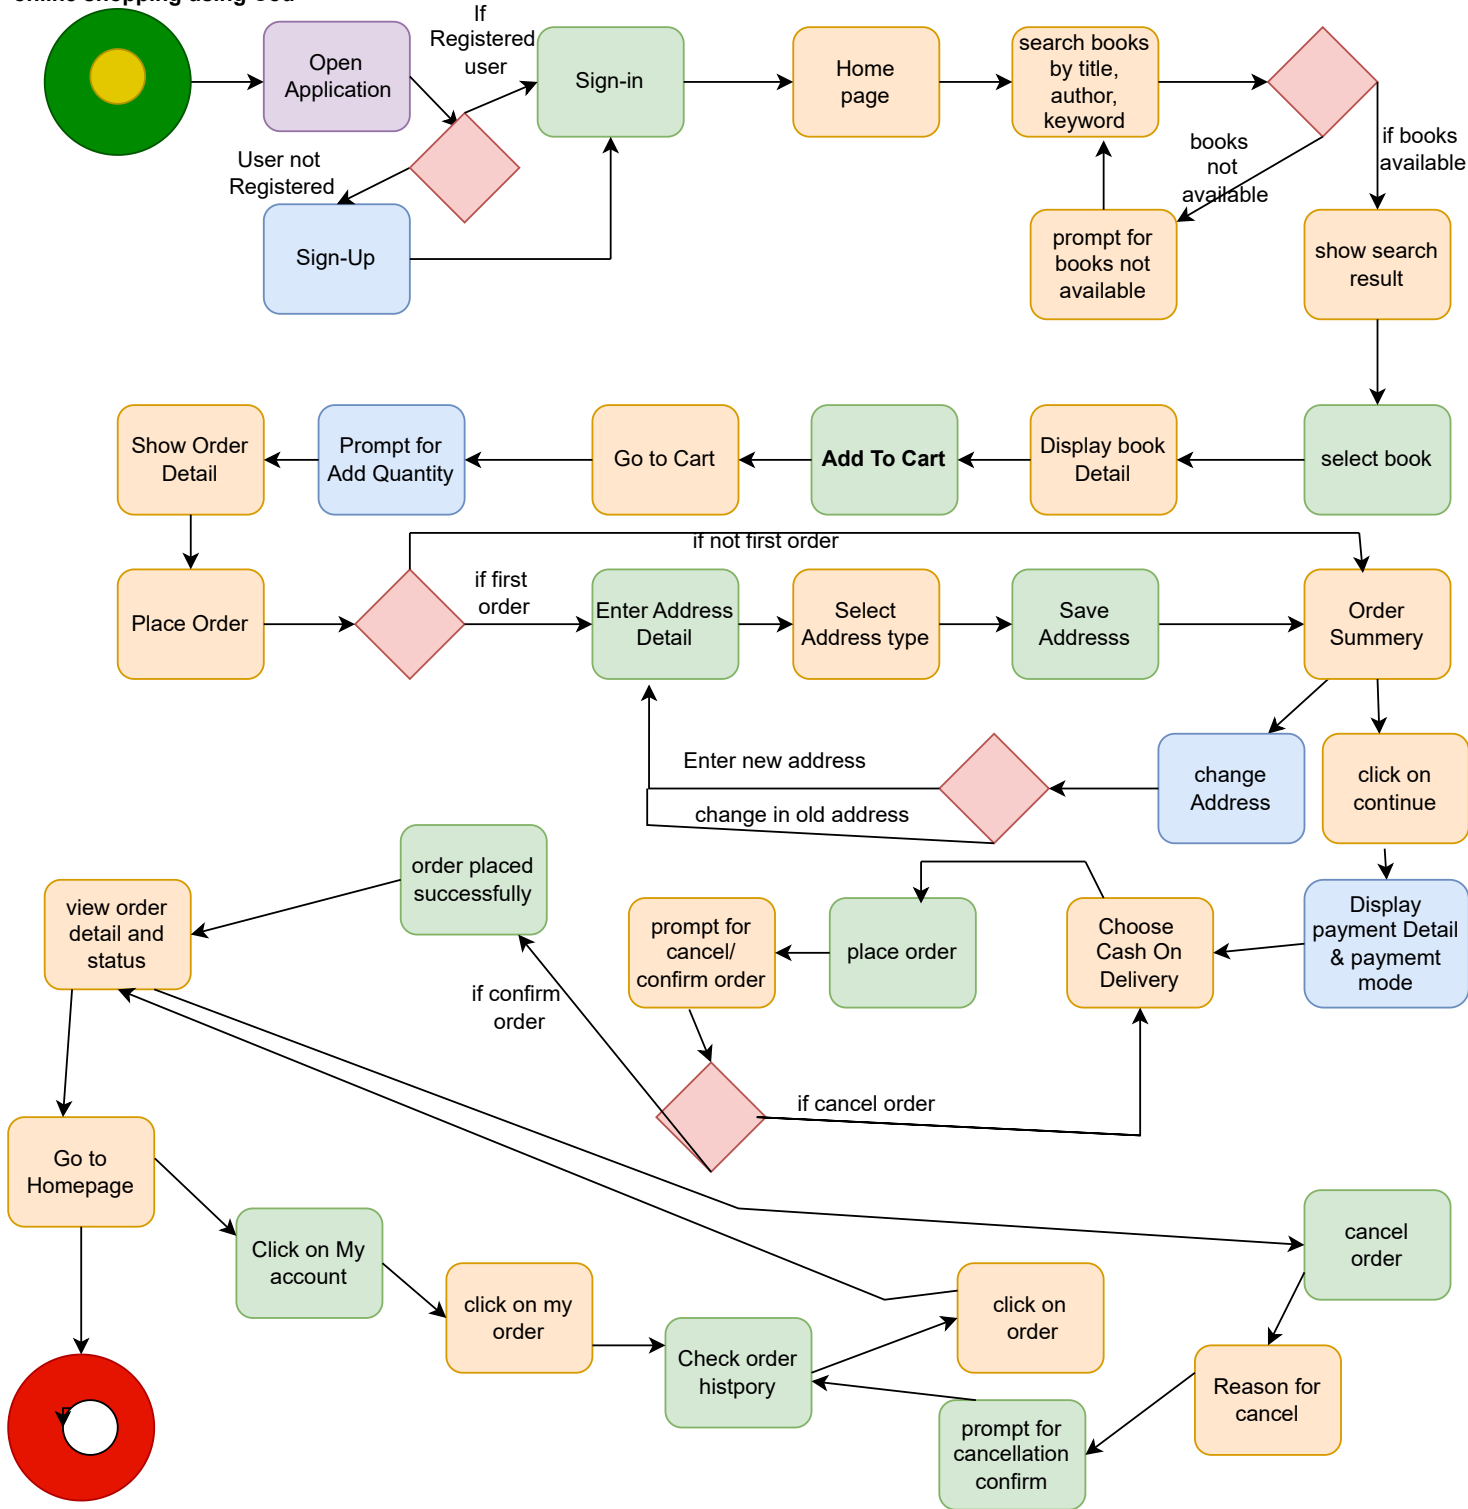 online shopping using Cod
If
Registered
user
Open
Application
Sign-in
Home
page
search books
by title,
author,
keyword
books
not
available
if books
available
User not
Registered
Sign-Up
prompt for
books not
available
show search
result
Show Order
Detail
Prompt for
Add Quantity
Go to Cart
Add To Cart
Display book
Detail
select book
if not first order
Place Order
if first
order
Enter Address
Detail
Select
Address type
Save
Addresss
Order
Summery
Enter new address
change in old address
change
Address
click on
continue
order placed
successfully
view order
detail and
status
if confirm
order
prompt for
cancel/
confirm order
place order
Choose
Cash On
Delivery
Display
payment Detail
& paymemt
mode
if cancel order
Go to
Homepage
Click on My
account
click on my
order
Check order
histpory
click on
order
cancel
order
Reason for
cancel
prompt for
cancellation
confirm